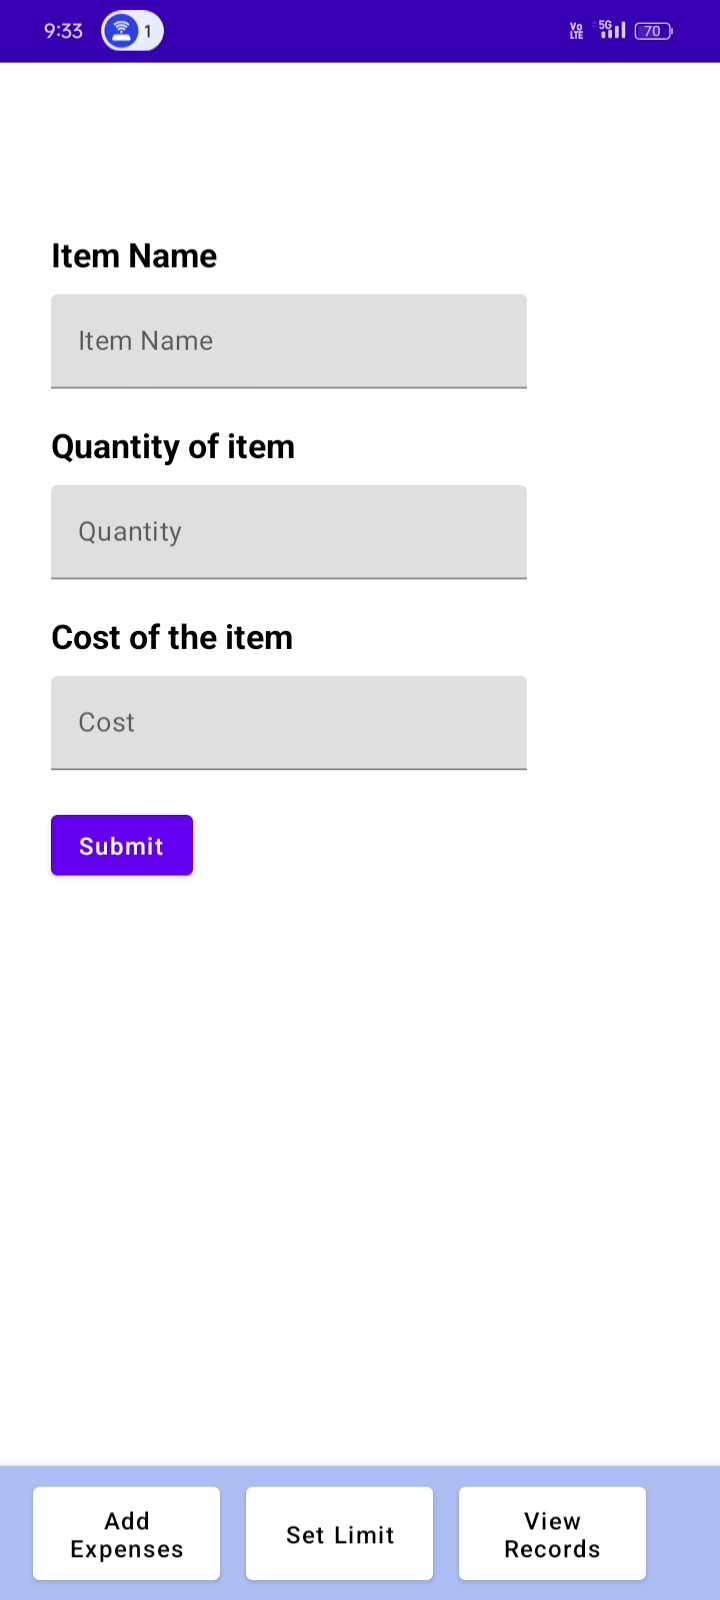 9:33 1 Vo LTE 5G 70
Item Name
Item Name
Quantity of item
Quantity
Cost of the item
Cost
Submit
Add
Expenses
Set Limit
View
Records